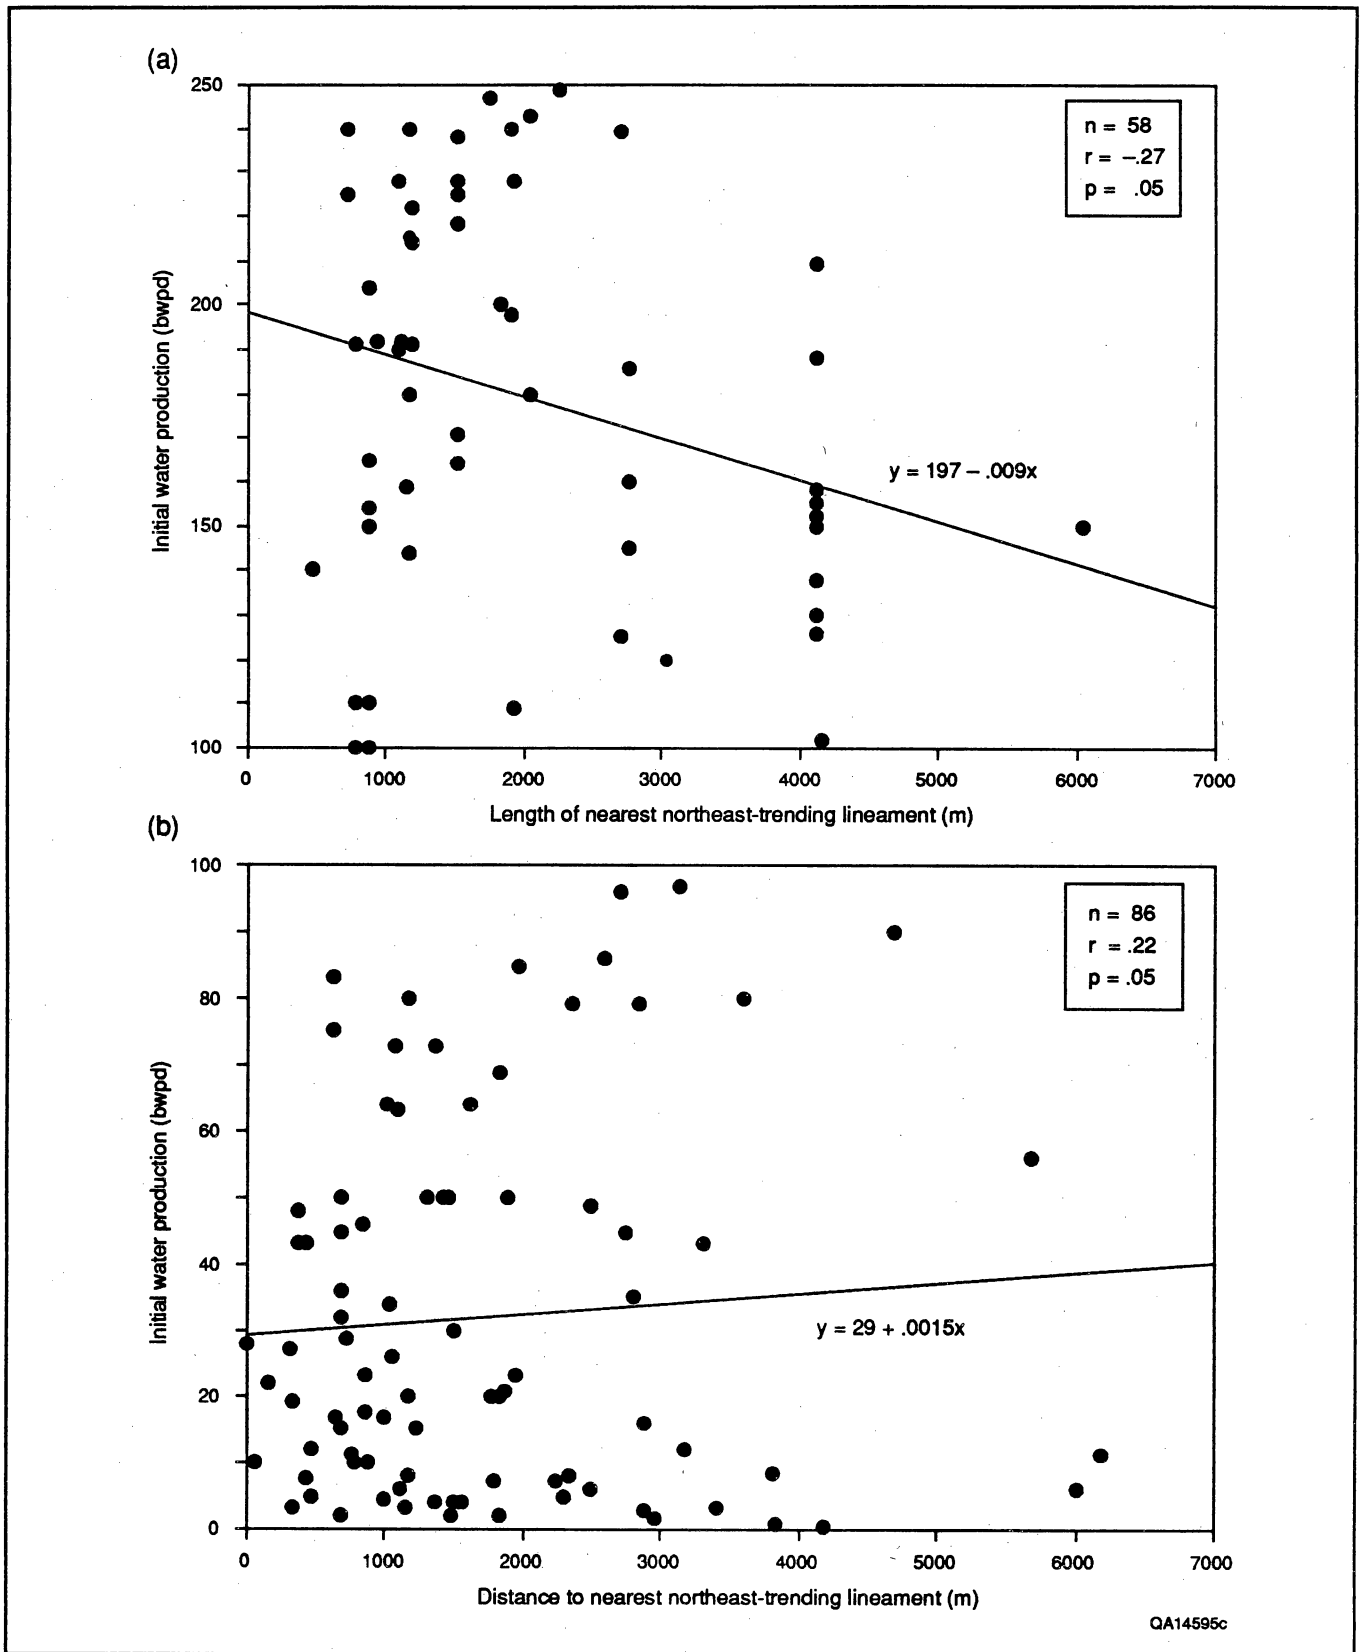 (a)
250
200
150
100
Initial water production (bwpd)
n = 58
r = –.27
p = .05
y = 197 – .009x
0 1000 2000 3000 4000 5000 6000 7000
Length of nearest northeast-trending lineament (m)
(b)
100
80
60
40
20
0
Initial water production (bwpd)
n = 86
r = .22
p = .05
y = 29 + .0015x
0 1000 2000 3000 4000 5000 6000 7000
Distance to nearest northeast-trending lineament (m)
QA14595c